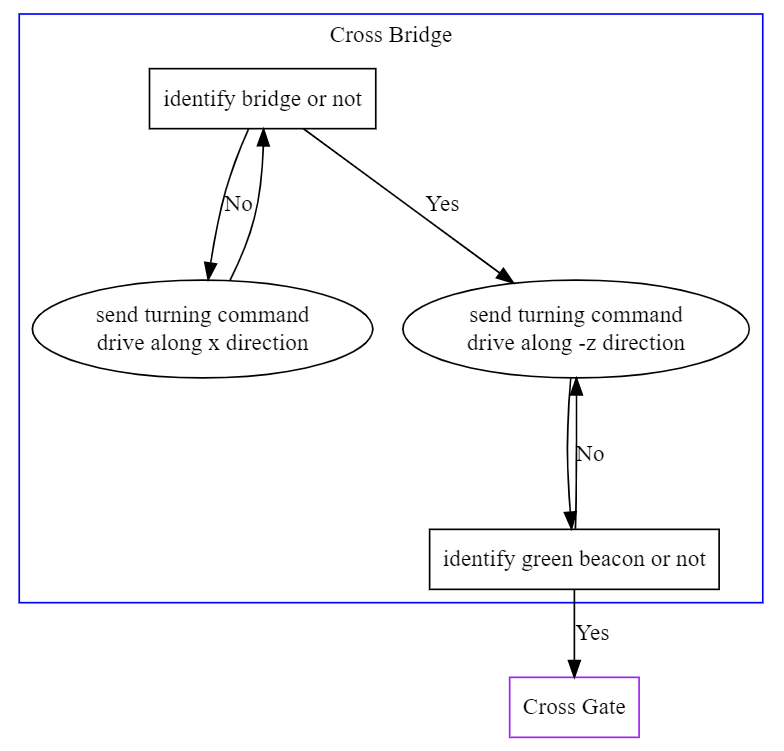 Cross Bridge
identify bridge or not
No
Yes
send turning command
drive along x direction
send turning command
drive along -z direction
No
identify green beacon or not
Yes
Cross Gate